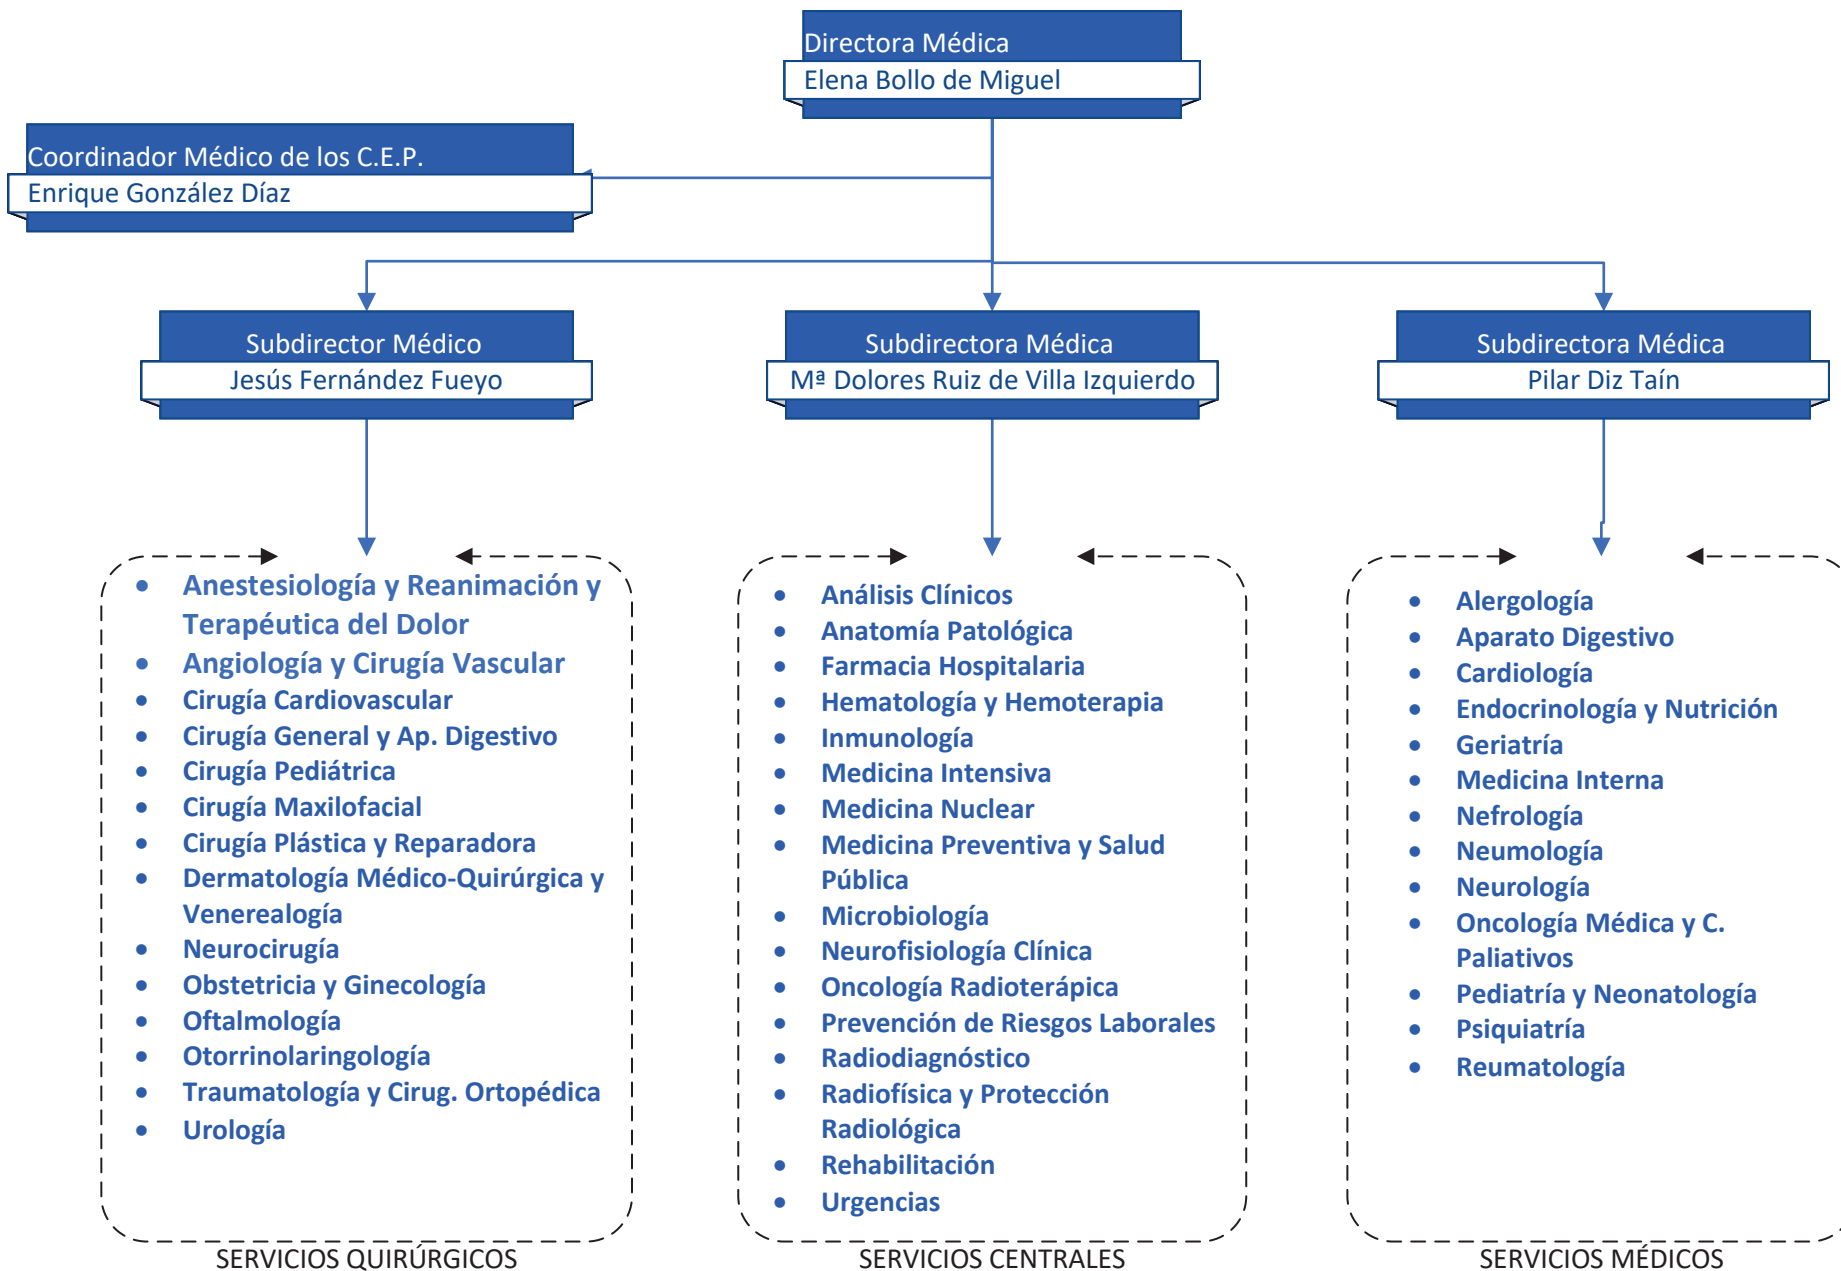 Directora Médica
Elena Bollo de Miguel
Coordinador Médico de los C.E.P.
Enrique González Díaz
Subdirector Médico
Jesús Fernández Fueyo
Subdirectora Médica
Mª Dolores Ruiz de Villa Izquierdo
Subdirectora Médica
Pilar Diz Taín
• Anestesiología y Reanimación y
Terapéutica del Dolor
• Angiología y Cirugía Vascular
• Cirugía Cardiovascular
• Cirugía General y Ap. Digestivo
• Cirugía Pediátrica
• Cirugía Maxilofacial
• Cirugía Plástica y Reparadora
• Dermatología Médico-Quirúrgica y
Venerealogía
• Neurocirugía
• Obstetricia y Ginecología
• Oftalmología
• Otorrinolaringología
• Traumatología y Cirug. Ortopédica
• Urología
SERVICIOS QUIRÚRGICOS
• Análisis Clínicos
• Anatomía Patológica
• Farmacia Hospitalaria
• Hematología y Hemoterapia
• Inmunología
• Medicina Intensiva
• Medicina Nuclear
• Medicina Preventiva y Salud
Pública
• Microbiología
• Neurofisiología Clínica
• Oncología Radioterápica
• Prevención de Riesgos Laborales
• Radiodiagnóstico
• Radiofísica y Protección
Radiológica
• Rehabilitación
• Urgencias
SERVICIOS CENTRALES
• Alergología
• Aparato Digestivo
• Cardiología
• Endocrinología y Nutrición
• Geriatría
• Medicina Interna
• Nefrología
• Neumología
• Neurología
• Oncología Médica y C.
Paliativos
• Pediatría y Neonatología
• Psiquiatría
• Reumatología
SERVICIOS MÉDICOS